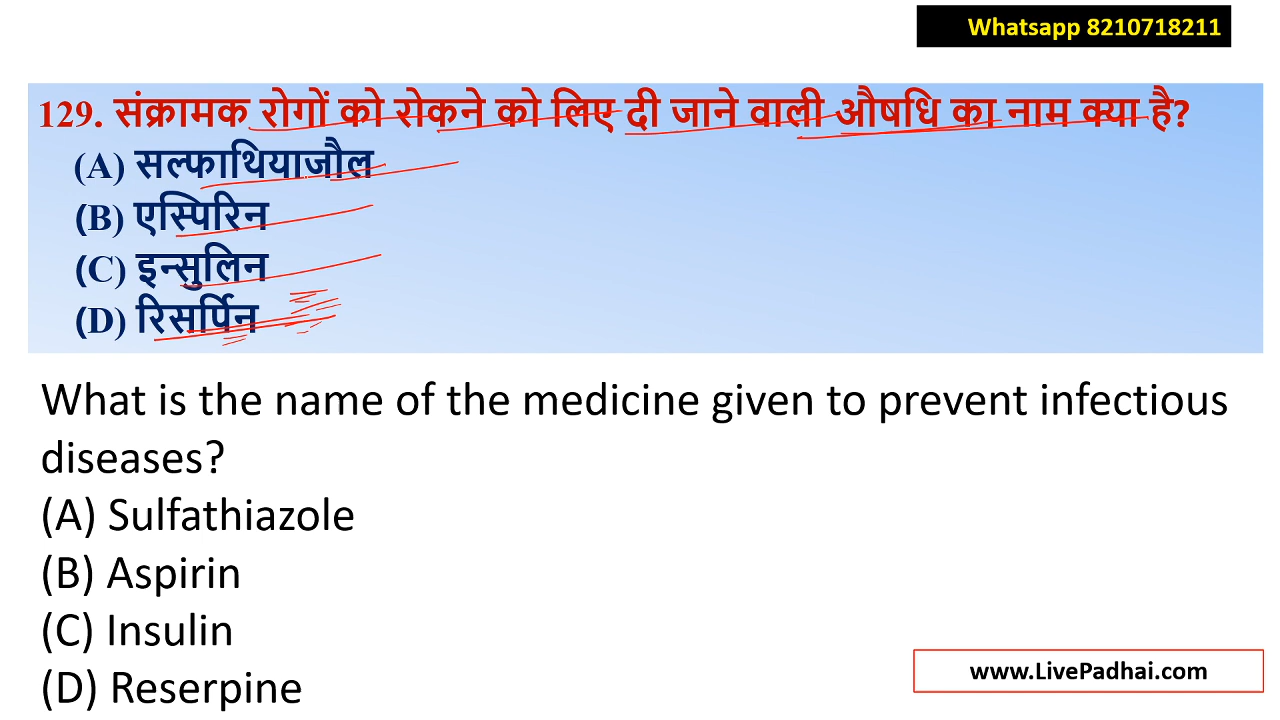 Whatsapp 8210718211
129. संक्रामक रोगों को रोकने को लिए दी जाने वाली औषधि का नाम क्या है?
(A) सल्फाथियाजौल
(B) एस्पिरिन
(C) इन्सुलिन
(D) रिसर्पिन
What is the name of the medicine given to prevent infectious
diseases?
(A) Sulfathiazole
(B) Aspirin
(C) Insulin
(D) Reserpine
www.LivePadhai.com